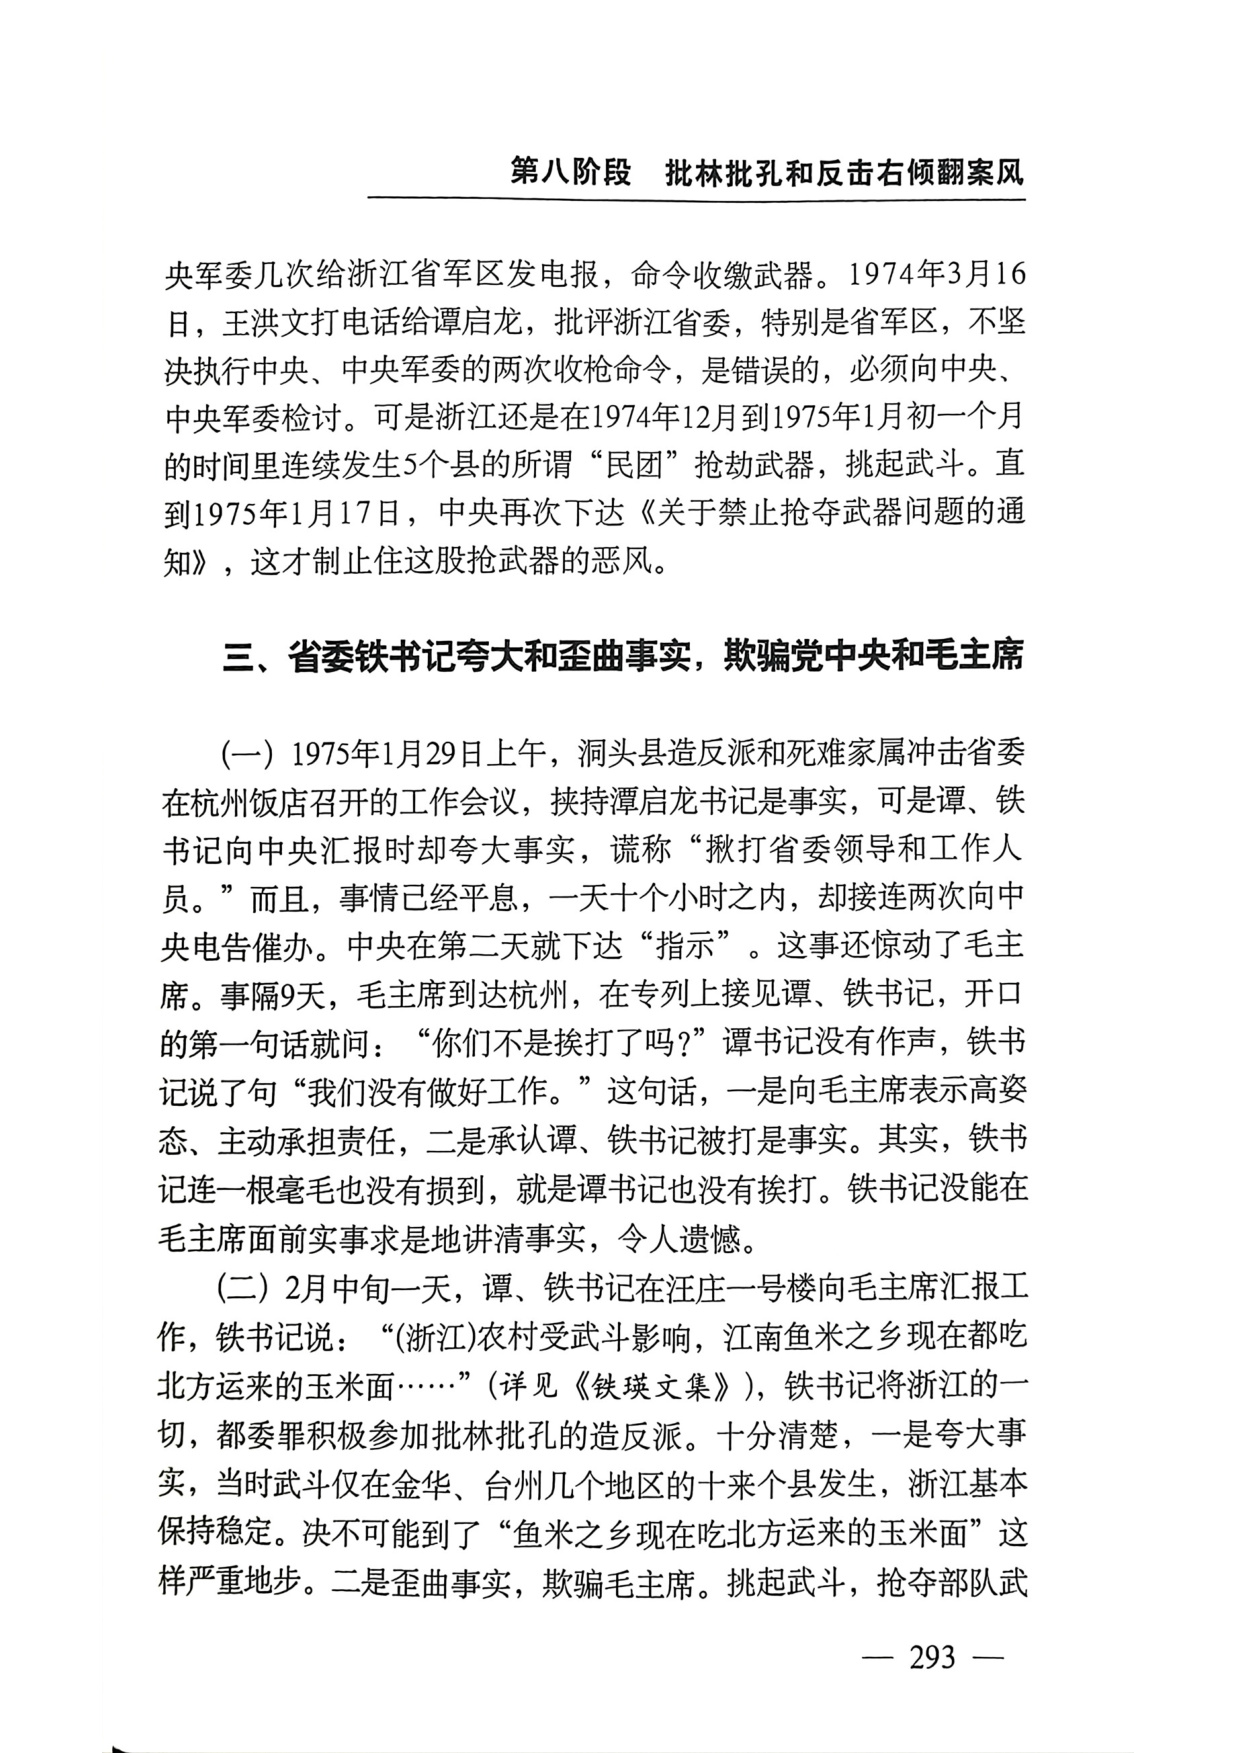 第八阶段　批林批孔和反击右倾翻案风
央军委几次给浙江省军区发电报，命令收缴武器。1974年3月16
日，王洪文打电话给谭启龙，批评浙江省委，特别是省军区，不坚
决执行中央、中央军委的两次收枪命令，是错误的，必须向中央、
中央军委检讨。可是浙江还是在1974年12月到1975年1月初一个月
的时间里连续发生5个县的所谓“民团”抢劫武器，挑起武斗。直
到1975年1月17日，中央再次下达《关于禁止抢夺武器问题的通
知》，这才制止住这股抢武器的恶风。
三、省委铁书记夸大和歪曲事实，欺骗党中央和毛主席
（一）1975年1月29日上午，洞头县造反派和死难家属冲击省委
在杭州饭店召开的工作会议，挟持潭启龙书记是事实，可是谭、铁
书记向中央汇报时却夸大事实，谎称“揪打省委领导和工作人
员。”而且，事情已经平息，一天十个小时之内，却接连两次向中
央电告催办。中央在第二天就下达“指示”。这事还惊动了毛主
席。事隔9天，毛主席到达杭州，在专列上接见谭、铁书记，开口
的第一句话就问：“你们不是挨打了吗?”谭书记没有作声，铁书
记说了句“我们没有做好工作。”这句话，一是向毛主席表示高姿
态、主动承担责任，二是承认谭、铁书记被打是事实。其实，铁书
记连一根毫毛也没有损到，就是谭书记也没有挨打。铁书记没能在
毛主席面前实事求是地讲清事实，令人遗憾。
（二）2月中旬一天，谭、铁书记在汪庄一号楼向毛主席汇报工
作，铁书记说：“(浙江)农村受武斗影响，江南鱼米之乡现在都吃
北方运来的玉米面……”（详见《铁瑛文集》），铁书记将浙江的一
切，都委罪积极参加批林批孔的造反派。十分清楚，一是夸大事
实，当时武斗仅在金华、台州几个地区的十来个县发生，浙江基本
保持稳定。决不可能到了“鱼米之乡现在吃北方运来的玉米面”这
样严重地步。二是歪曲事实，欺骗毛主席。挑起武斗，抢夺部队武
— 293 —